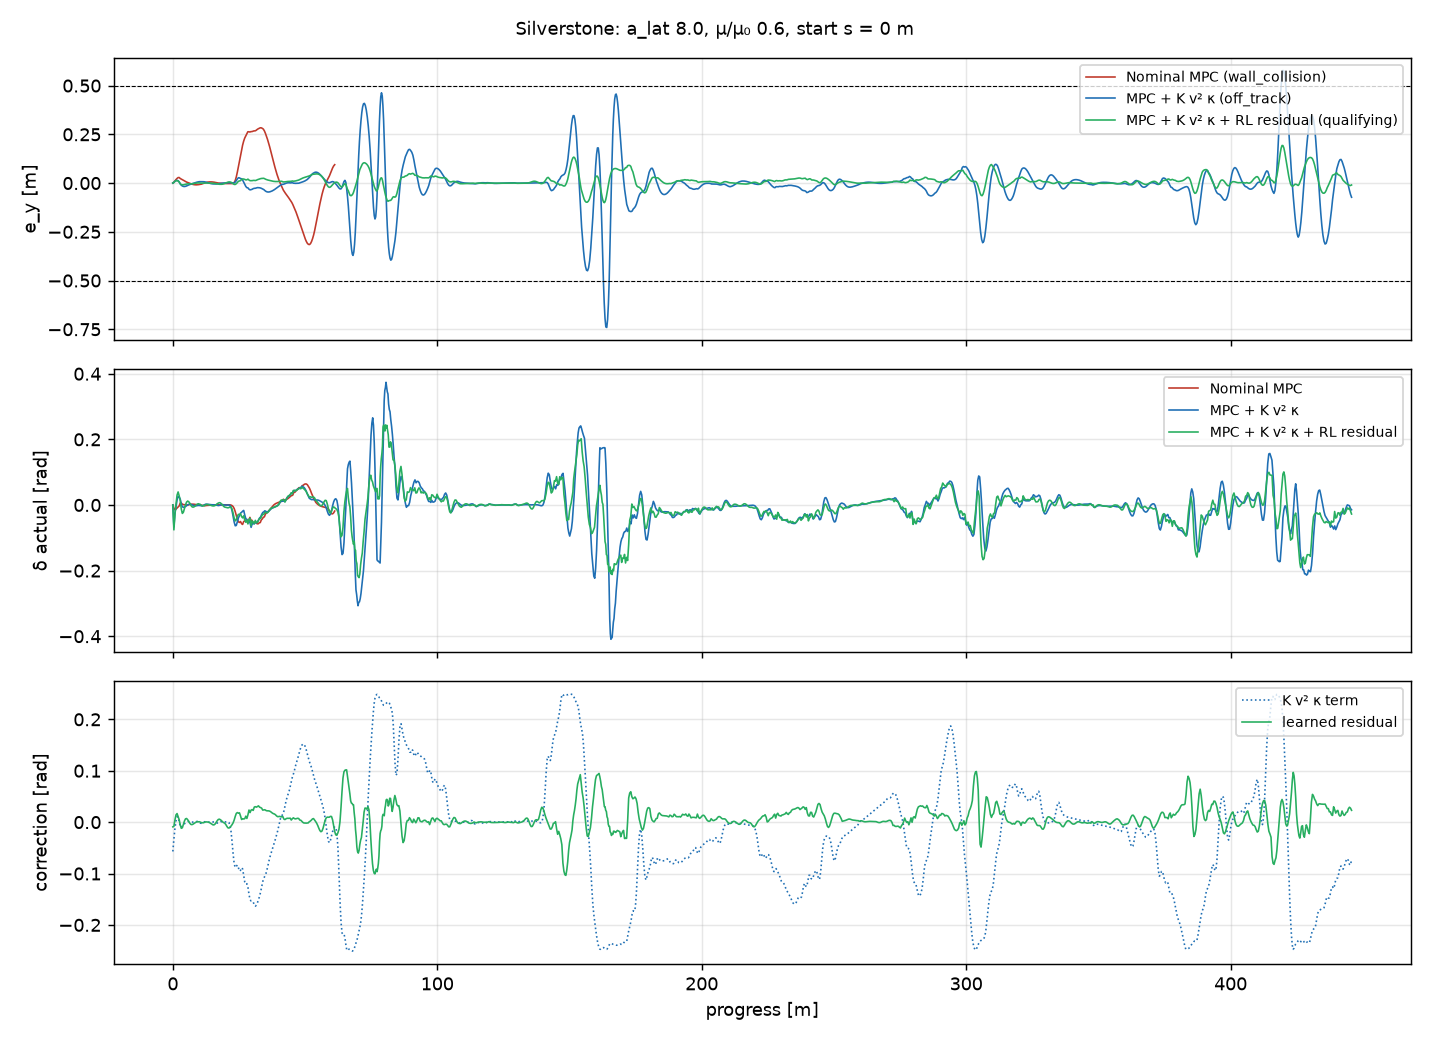 Silverstone: a_lat 8.0, μ/μ₀ 0.6, start s = 0 m
e_y [m]
0.50
0.25
0.00
−0.25
−0.50
−0.75
Nominal MPC (wall_collision)
MPC + K v² κ (off_track)
MPC + K v² κ + RL residual (qualifying)
δ actual [rad]
0.4
0.2
0.0
−0.2
−0.4
Nominal MPC
MPC + K v² κ
MPC + K v² κ + RL residual
correction [rad]
0.2
0.1
0.0
−0.1
−0.2
K v² κ term
learned residual
0 100 200 300 400
progress [m]